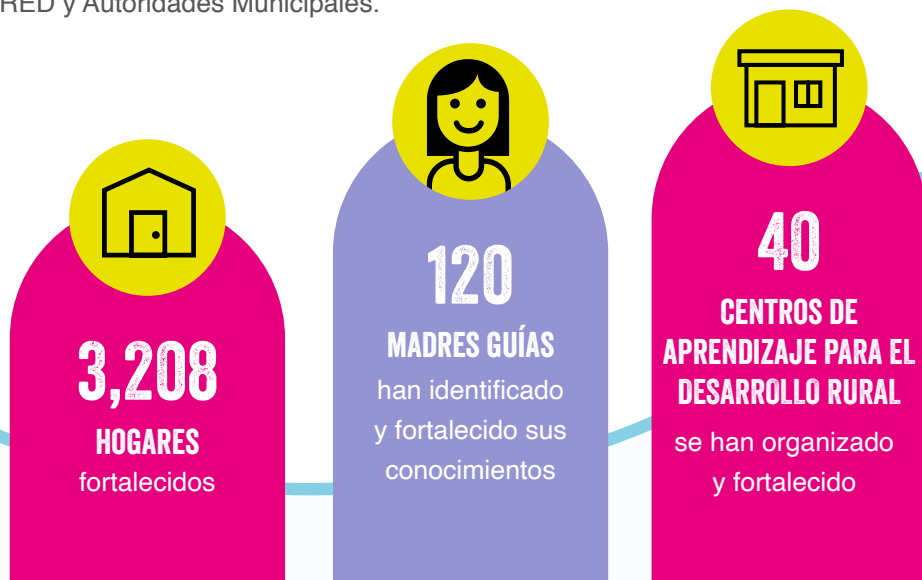 RED y Autoridades Municipales.
3,208
HOGARES
fortalecidos
120
MADRES GUÍAS
han identificado
y fortalecido sus
conocimientos
40
CENTROS DE
APRENDIZAJE PARA EL
DESARROLLO RURAL
se han organizado
y fortalecido